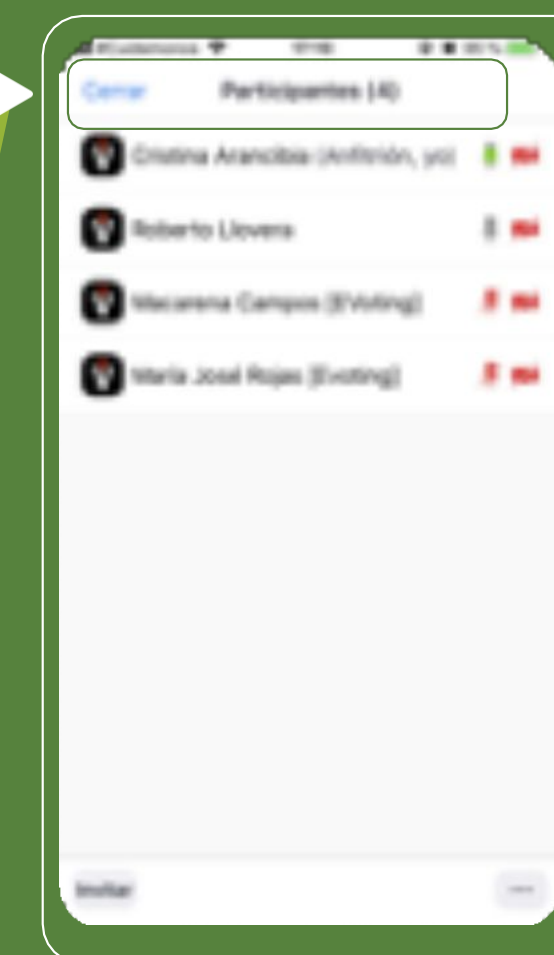 Cerrar Participantes (4)
Cristina Arancibia (Anfitrión, yo)
Roberto Llovera
Macarena Campos [EVoting]
María José Rojas [Evoting]
Invitar